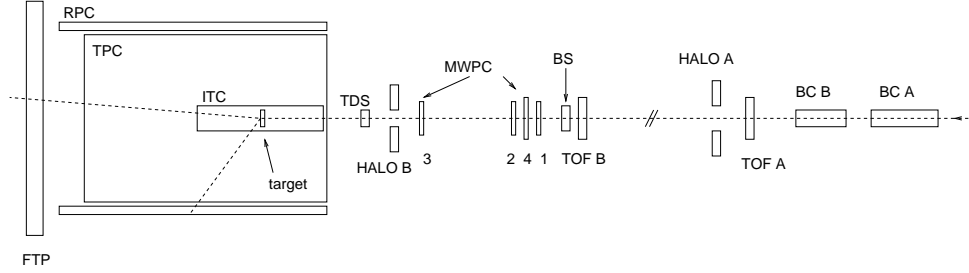 RPC
TPC
ITC
TDS
MWPC
BS
HALO A
BC B
BC A
HALO B
3
2 4 1
TOF B
TOF A
target
FTP